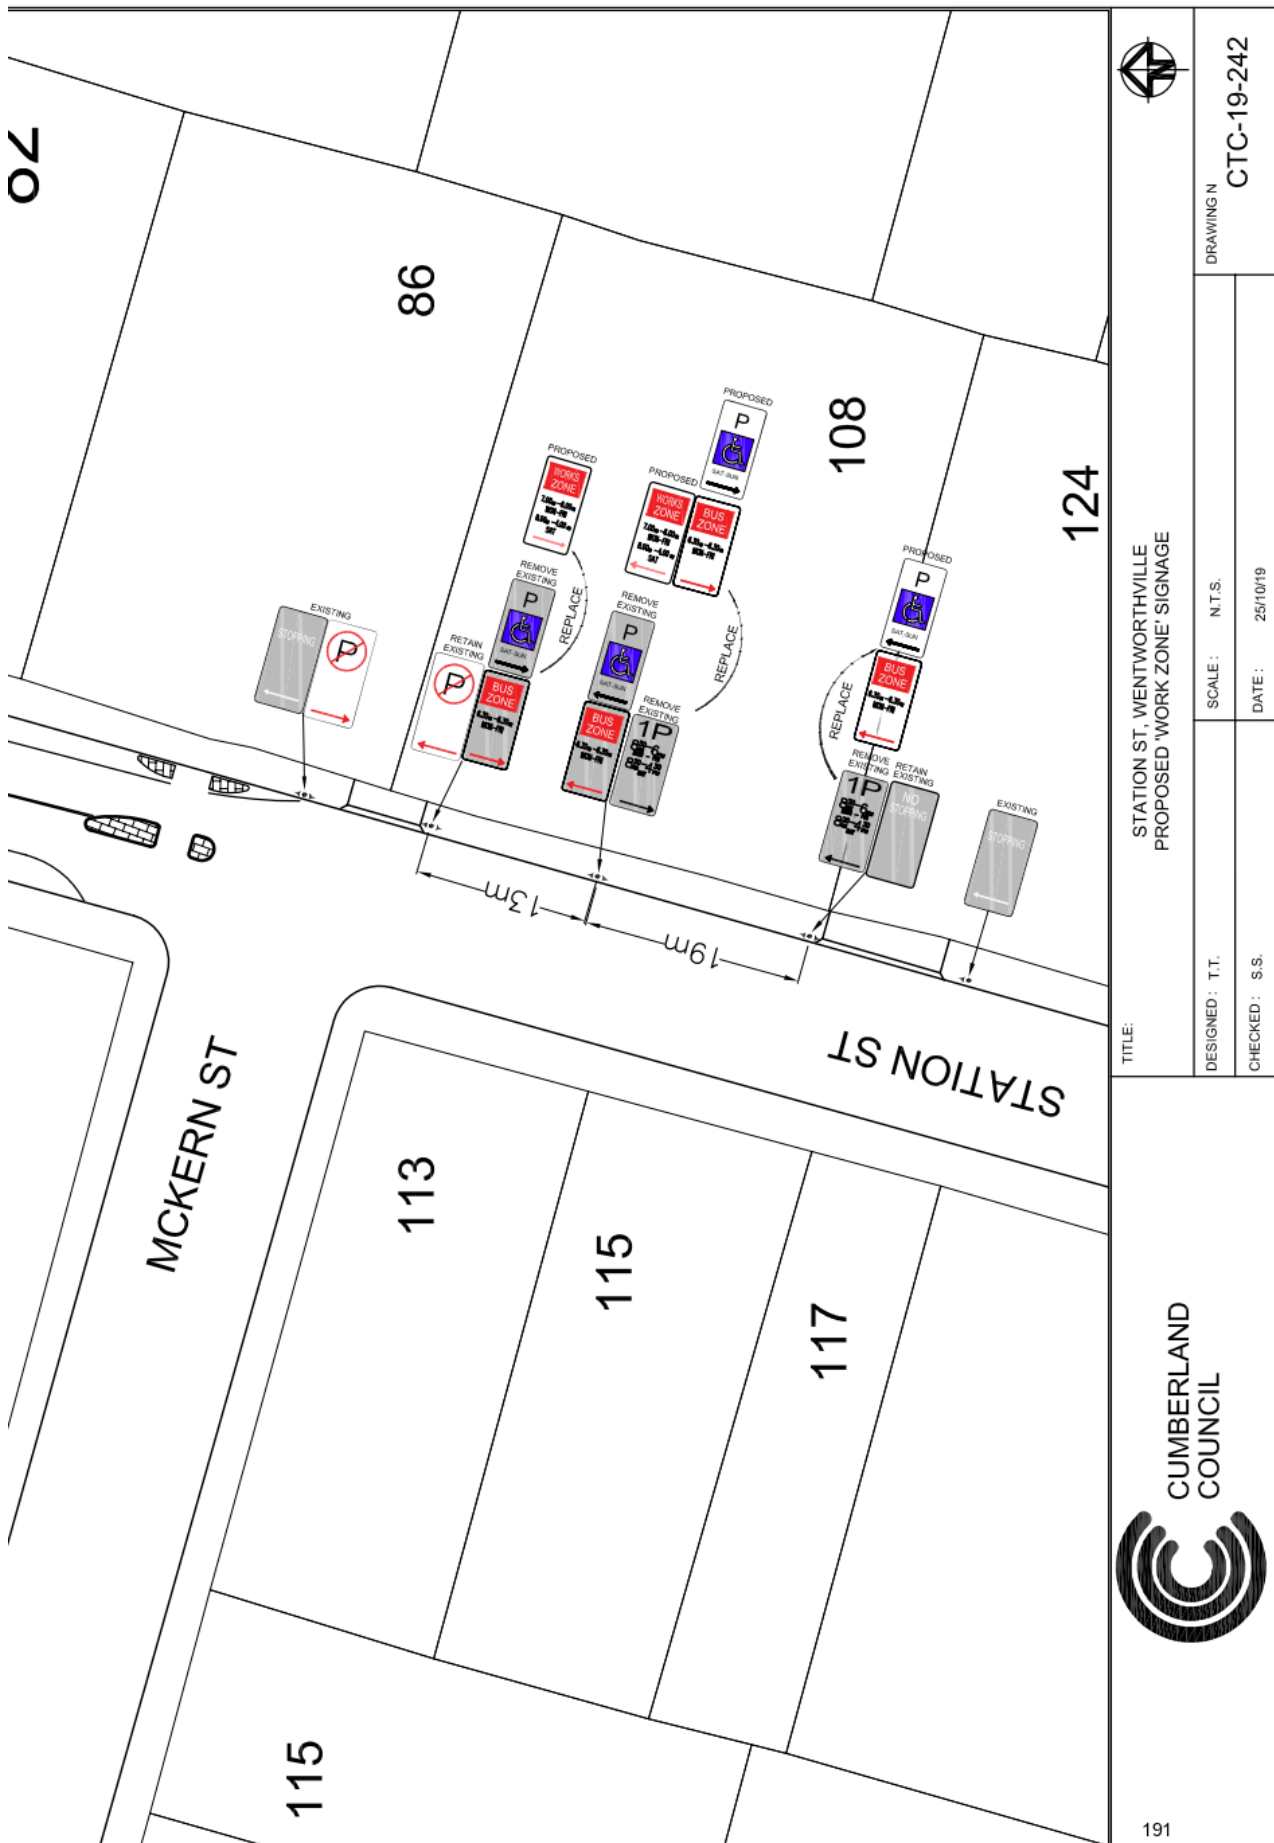 82
86
108
124
EXISTING
STOPPING
P
RETAIN
EXISTING
P
BUS
ZONE
MON-FRI
REMOVE
EXISTING
P
SAT-SUN
PROPOSED
WORKS
ZONE
MON-FRI
SAT
REPLACE
REMOVE
EXISTING
P
SAT-SUN
BUS
ZONE
MON-FRI
REMOVE
EXISTING
1P
PROPOSED
WORKS
ZONE
MON-FRI
SAT
BUS
ZONE
MON-FRI
PROPOSED
P
SAT-SUN
REPLACE
PROPOSED
P
SAT-SUN
BUS
ZONE
MON-FRI
REPLACE
REMOVE
EXISTING
1P
RETAIN
EXISTING
NO
STOPPING
EXISTING
STOPPING
13m
19m
MCKERN ST
STATION ST
113
115
117
115
CUMBERLAND
COUNCIL
TITLE:
STATION ST, WENTWORTHVILLE
PROPOSED 'WORK ZONE' SIGNAGE
DESIGNED : T.T.
CHECKED : S.S.
SCALE : N.T.S.
DATE : 25/10/19
DRAWING N
CTC-19-242
N
191